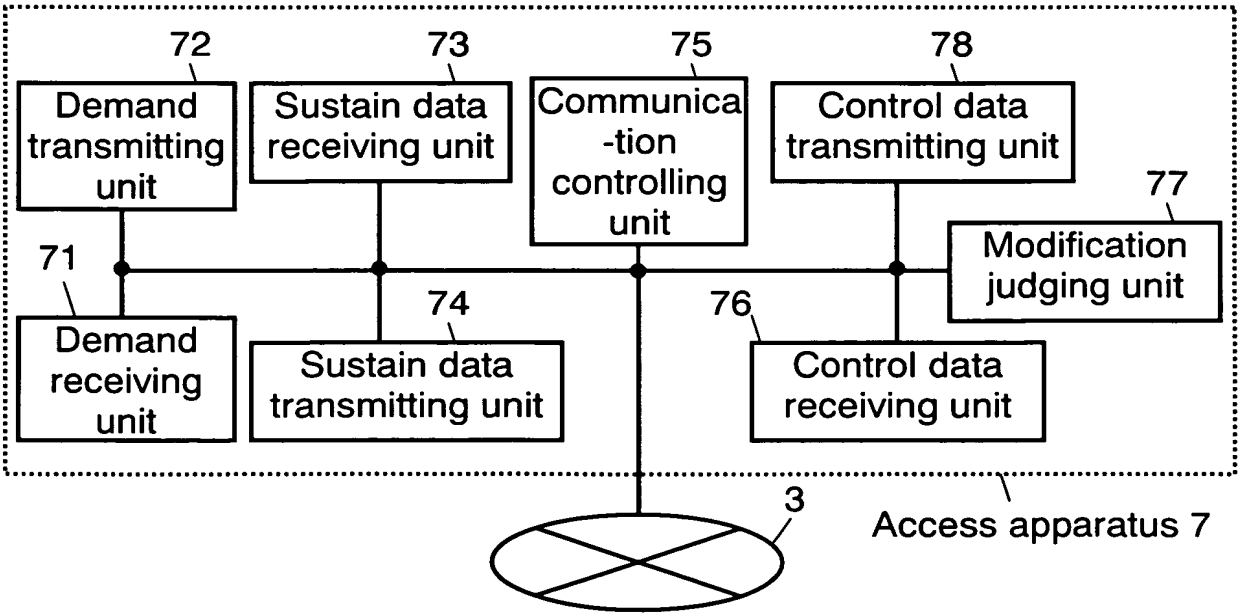 72
73
75
78
Demand
transmitting
unit
Sustain data
receiving unit
Communica
-tion
controlling
unit
Control data
transmitting unit
77
Modification
judging unit
71
Demand
receiving
unit
74
Sustain data
transmitting unit
76
Control data
receiving unit
3
Access apparatus 7